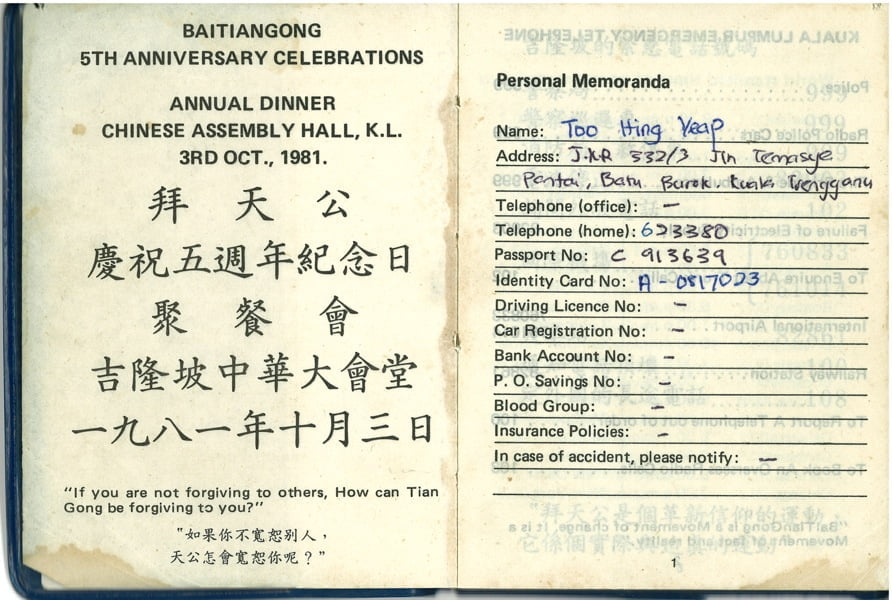 BAITIANGONG
5TH ANNIVERSARY CELEBRATIONS
ANNUAL DINNER
CHINESE ASSEMBLY HALL, K.L.
3RD OCT., 1981.
拜天公
慶祝五週年紀念日
聚餐會
吉隆坡中華大會堂
一九八一年十月三日
"If you are not forgiving to others, How can Tian
Gong be forgiving to you?"
"如果你不寬恕別人，
天公怎會寬恕你呢？"
Personal Memoranda
Name: Too Hing Yeap
Address: J.K.R 332/3 Jln Temasye
Pantai Batu Burok, Kuala Trengganu
Telephone (office): —
Telephone (home): 623380
Passport No: C 913639
Identity Card No: A - 0817023
Driving Licence No: —
Car Registration No: —
Bank Account No: —
P. O. Savings No: —
Blood Group: —
Insurance Policies: —
In case of accident, please notify: —
1